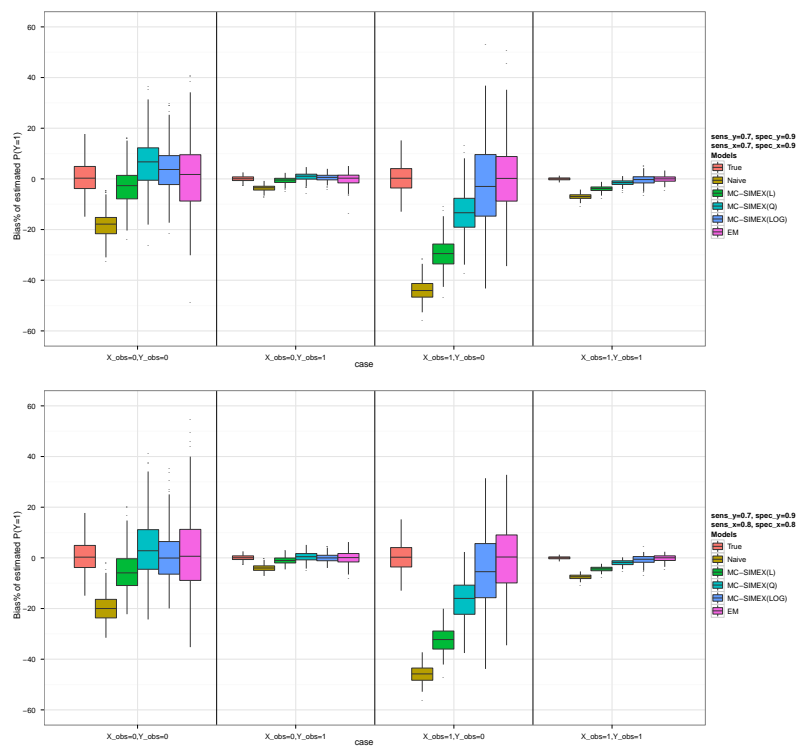 60
40
20
0
−20
−40
−60
Bias% of estimated P(Y=1)
X_obs=0,Y_obs=0
X_obs=0,Y_obs=1
X_obs=1,Y_obs=0
X_obs=1,Y_obs=1
case
sens_y=0.7, spec_y=0.9
sens_x=0.7, spec_x=0.9
Models
True
Naive
MC−SIMEX(L)
MC−SIMEX(Q)
MC−SIMEX(LOG)
EM
60
40
20
0
−20
−40
−60
Bias% of estimated P(Y=1)
X_obs=0,Y_obs=0
X_obs=0,Y_obs=1
X_obs=1,Y_obs=0
X_obs=1,Y_obs=1
case
sens_y=0.7, spec_y=0.9
sens_x=0.8, spec_x=0.8
Models
True
Naive
MC−SIMEX(L)
MC−SIMEX(Q)
MC−SIMEX(LOG)
EM